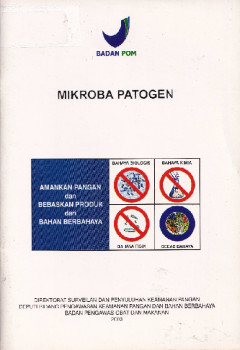 BADAN POM
MIKROBA PATOGEN
BAHAYA BIOLOGIS
BAHAYA KIMIA
AMANKAN PANGAN
dan
BEBASKAN PRODUK
dari
BAHAN BERBAHAYA
BAHAYA FISIK
BEBAS BAHAYA
DIREKTORAT SURVEILAN DAN PENYULUHAN KEAMANAN PANGAN
DEPUTI BIDANG PENGAWASAN KEAMANAN PANGAN DAN BAHAN BERBAHAYA
BADAN PENGAWAS OBAT DAN MAKANAN
2003